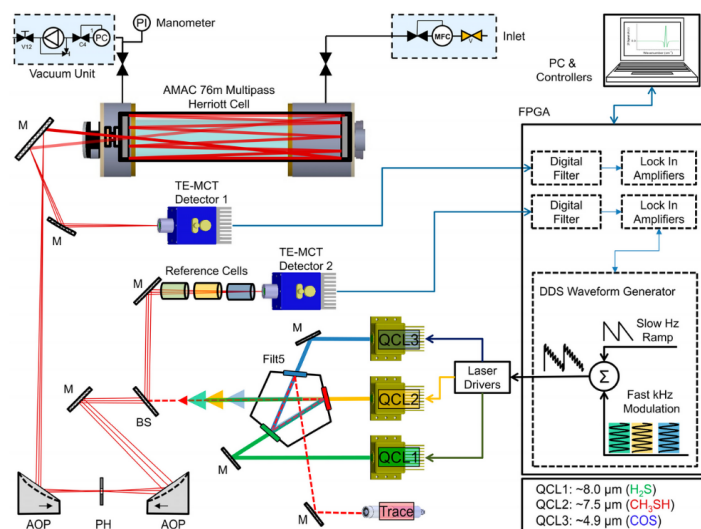 Manometer
PI
PC
V12
C4
Vacuum Unit
MFC
V
Inlet
PC &
Controllers
AMAC 76m Multipass
Herriott Cell
FPGA
M
Digital
Filter
Lock In
Amplifiers
TE-MCT
Detector 1
M
Digital
Filter
Lock In
Amplifiers
TE-MCT
Detector 2
Reference Cells
M
DDS Waveform Generator
Slow Hz
Ramp
Σ
Fast kHz
Modulation
M
QCL3
Filt5
Laser
Drivers
M
QCL2
BS
QCL1
M
AOP
PH
AOP
M
Trace
QCL1: ~8.0 µm (H₂S)
QCL2: ~7.5 µm (CH₃SH)
QCL3: ~4.9 µm (COS)